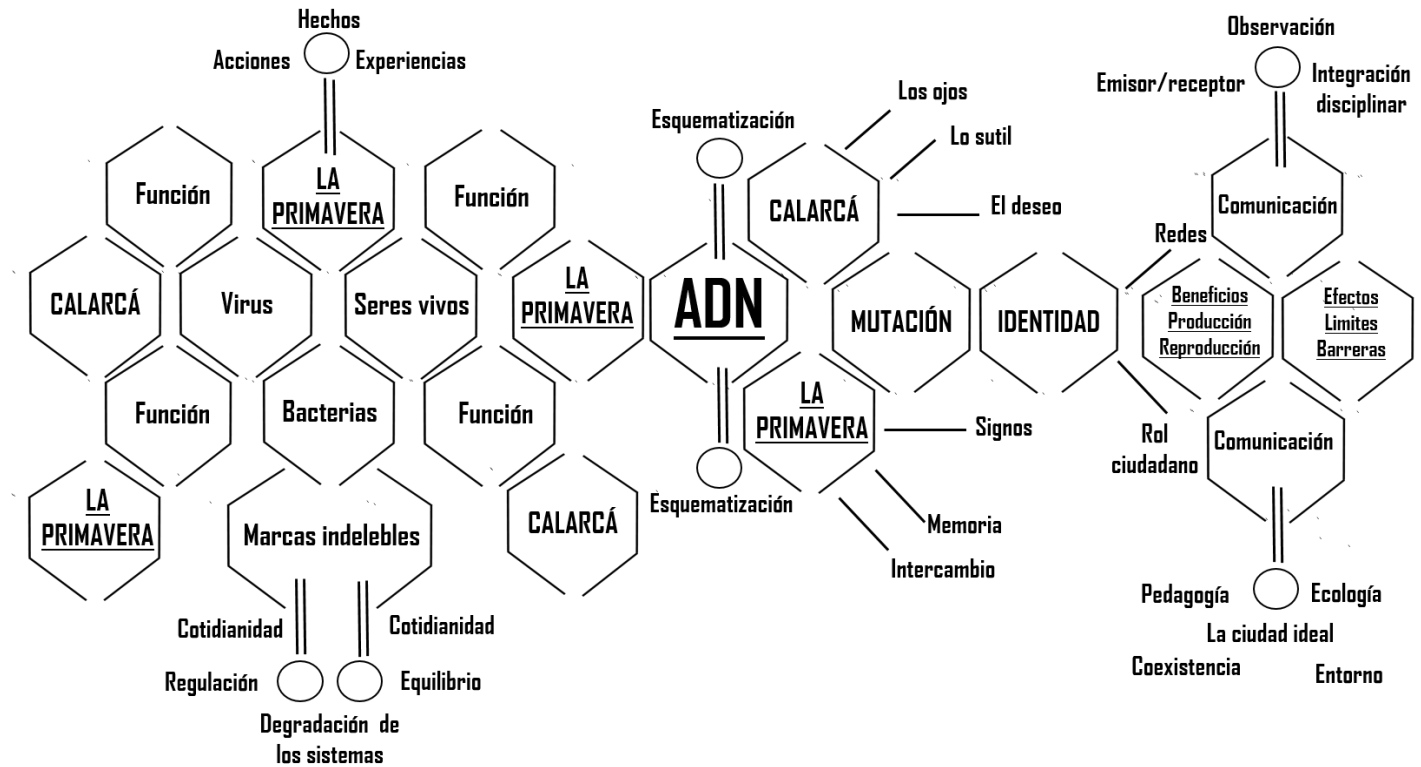 Hechos
Acciones
Experiencias
Función
LA
PRIMAVERA
Función
CALARCÁ
Virus
Seres vivos
LA
PRIMAVERA
Función
Bacterias
Función
LA
PRIMAVERA
Marcas indelebles
CALARCÁ
Cotidianidad
Cotidianidad
Regulación
Equilibrio
Degradación de
los sistemas
Esquematización
ADN
Esquematización
CALARCÁ
Los ojos
Lo sutil
El deseo
MUTACIÓN
IDENTIDAD
LA
PRIMAVERA
Signos
Memoria
Intercambio
Redes
Rol
ciudadano
Observación
Emisor/receptor
Integración
disciplinar
Comunicación
Beneficios
Producción
Reproducción
Efectos
Limites
Barreras
Comunicación
Pedagogía
Ecología
La ciudad ideal
Coexistencia
Entorno